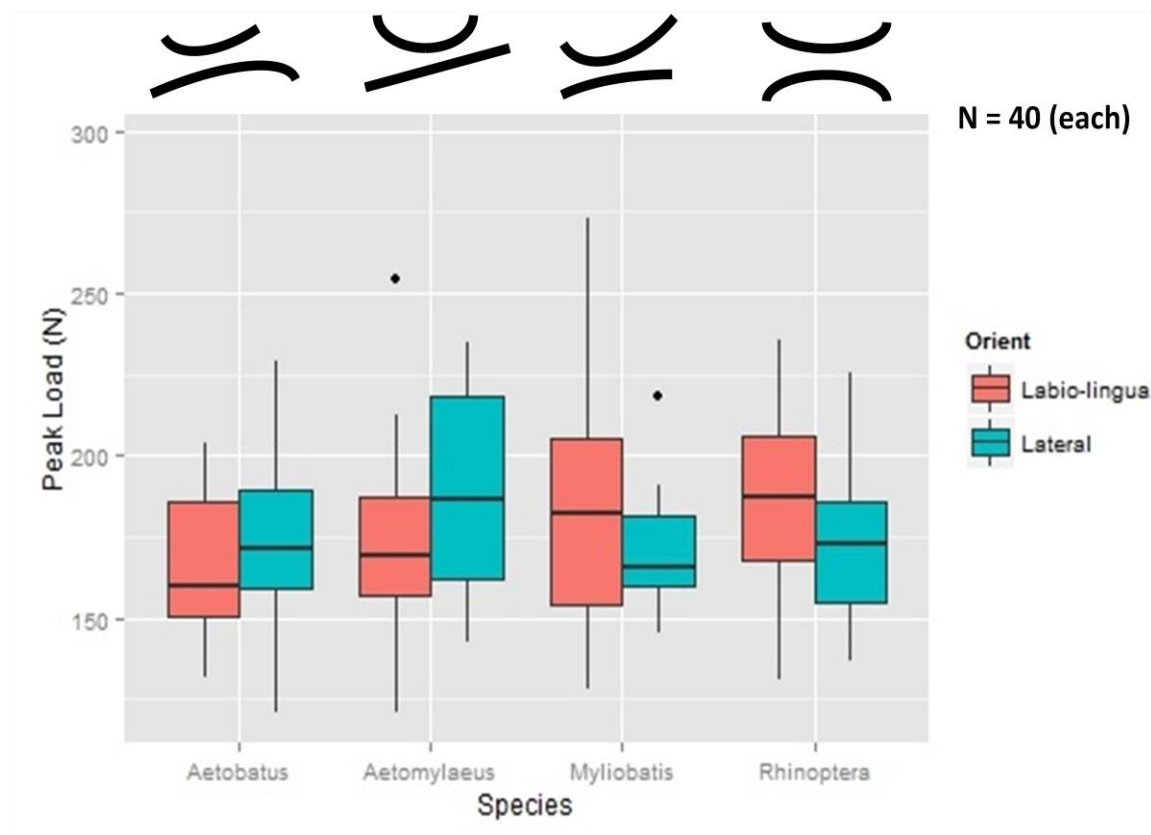 N = 40 (each)
300
250
200
150
Peak Load (N)
Aetobatus
Aetomylaeus
Myliobatis
Rhinoptera
Species
Orient
Labio-lingua
Lateral